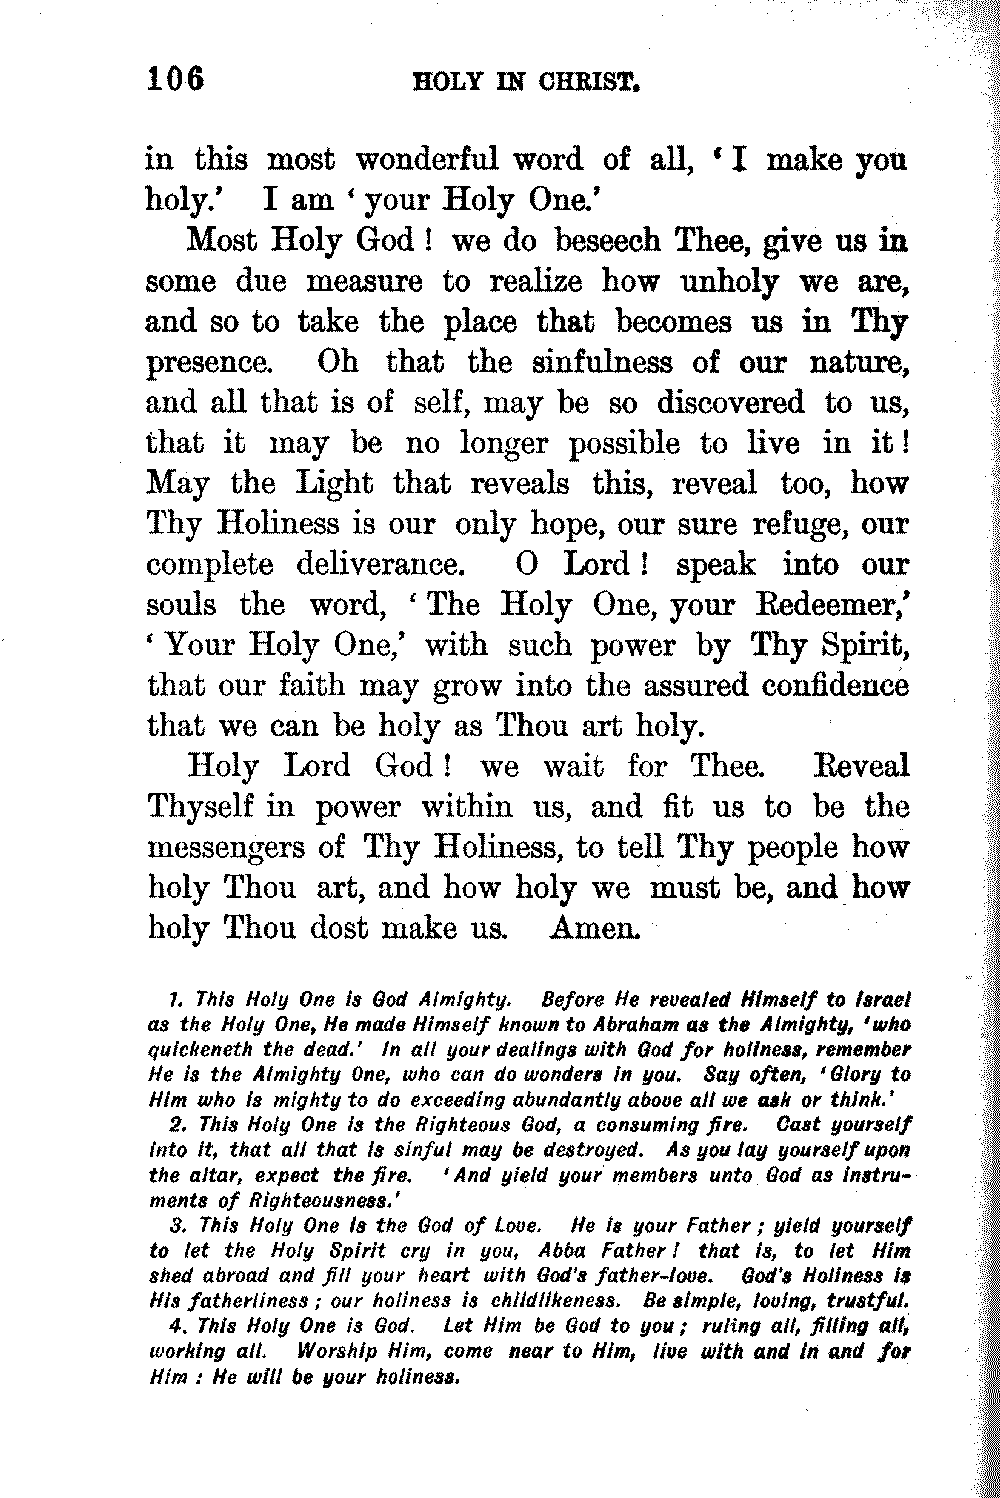 106 HOLY IN CHRIST.
in this most wonderful word of all, ‘I make you
holy.’ I am ‘your Holy One.’
Most Holy God! we do beseech Thee, give us in
some due measure to realize how unholy we are,
and so to take the place that becomes us in Thy
presence. Oh that the sinfulness of our nature,
and all that is of self, may be so discovered to us,
that it may be no longer possible to live in it!
May the Light that reveals this, reveal too, how
Thy Holiness is our only hope, our sure refuge, our
complete deliverance. O Lord! speak into our
souls the word, ‘The Holy One, your Redeemer,’
‘Your Holy One,’ with such power by Thy Spirit,
that our faith may grow into the assured confidence
that we can be holy as Thou art holy.
Holy Lord God! we wait for Thee. Reveal
Thyself in power within us, and fit us to be the
messengers of Thy Holiness, to tell Thy people how
holy Thou art, and how holy we must be, and how
holy Thou dost make us. Amen.
1. This Holy One is God Almighty. Before He revealed Himself to Israel
as the Holy One, He made Himself known to Abraham as the Almighty, ‘who
quickeneth the dead.’ In all your dealings with God for holiness, remember
He is the Almighty One, who can do wonders in you. Say often, ‘Glory to
Him who is mighty to do exceeding abundantly above all we ask or think.’
2. This Holy One is the Righteous God, a consuming fire. Cast yourself
into it, that all that is sinful may be destroyed. As you lay yourself upon
the altar, expect the fire. ‘And yield your members unto God as instru-
ments of Righteousness.’
3. This Holy One is the God of Love. He is your Father; yield yourself
to let the Holy Spirit cry in you, Abba Father! that is, to let Him
shed abroad and fill your heart with God's father-love. God's Holiness is
His fatherliness; our holiness is childlikeness. Be simple, loving, trustful.
4. This Holy One is God. Let Him be God to you; ruling all, filling all,
working all. Worship Him, come near to Him, live with and in and for
Him: He will be your holiness.